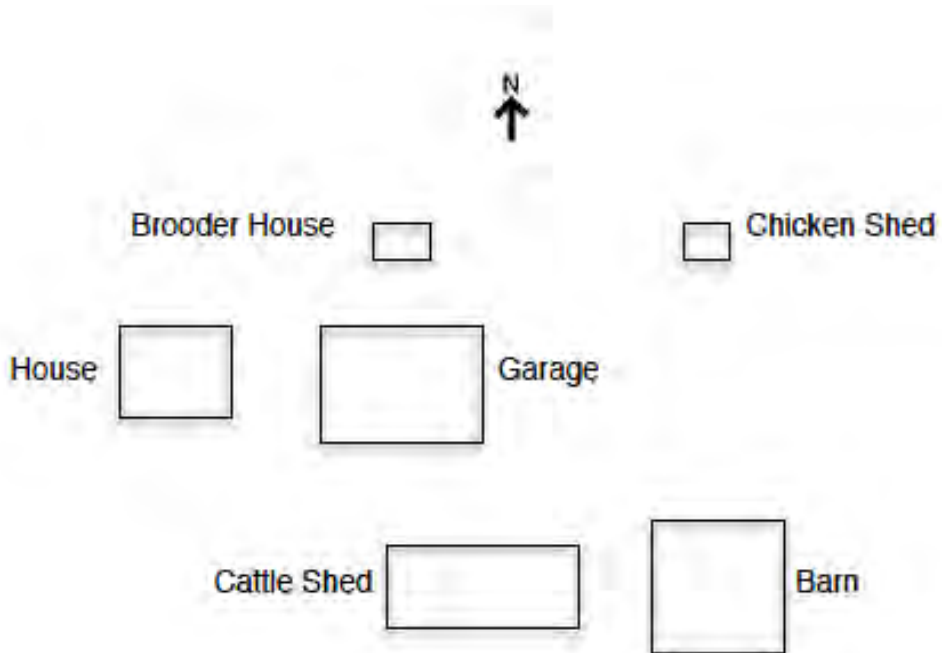 N
Brooder House
Chicken Shed
House
Garage
Cattle Shed
Barn